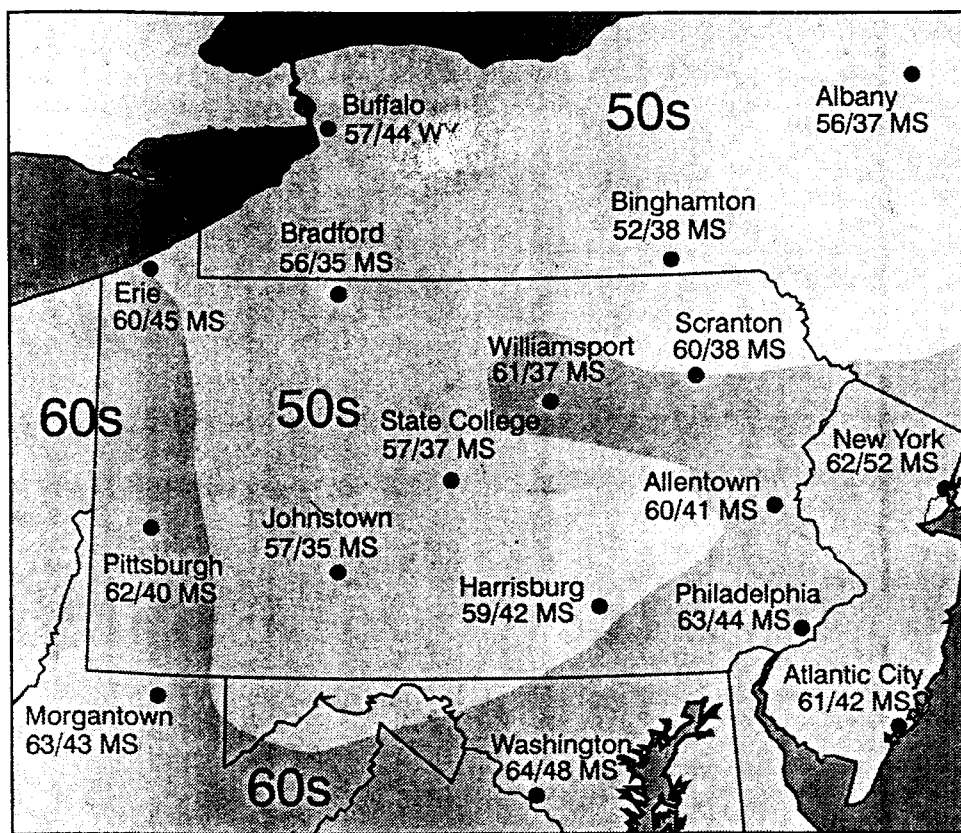 Buffalo
57/44 WY
50s
Albany
56/37 MS
Binghamton
52/38 MS
Bradford
56/35 MS
Erie
60/45 MS
Scranton
60/38 MS
Williamsport
61/37 MS
60s
50s
State College
57/37 MS
New York
62/52 MS
Allentown
60/41 MS
Johnstown
57/35 MS
Pittsburgh
62/40 MS
Harrisburg
59/42 MS
Philadelphia
63/44 MS
Atlantic City
61/42 MS
Morgantown
63/43 MS
Washington
64/48 MS
60s